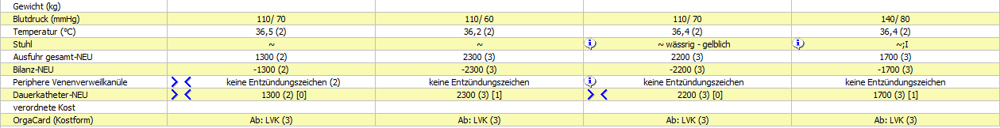 Gewicht (kg)
Blutdruck (mmHg) 110/ 70 110/ 60 110/ 70 140/ 80
Temperatur (°C) 36,5 (2) 36,2 (2) 36,4 (2) 36,4 (2)
Stuhl ~ ~ ~ wässrig - gelblich ~;I
Ausfuhr gesamt-NEU 1300 (2) 2300 (3) 2200 (3) 1700 (3)
Bilanz-NEU -1300 (2) -2300 (3) -2200 (3) -1700 (3)
Periphere Venenverweilkanüle keine Entzündungszeichen (2) keine Entzündungszeichen keine Entzündungszeichen keine Entzündungszeichen
Dauerkatheter-NEU 1300 (2) [0] 2300 (3) [1] 2200 (3) [0] 1700 (3) [1]
verordnete Kost
OrgaCard (Kostform) Ab: LVK (3) Ab: LVK (3) Ab: LVK (3) Ab: LVK (3)